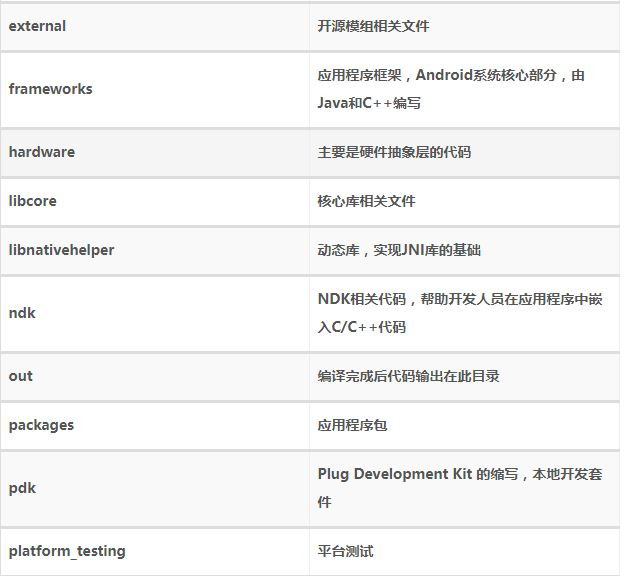 external
开源模组相关文件
frameworks
应用程序框架，Android系统核心部分，由
Java和C++编写
hardware
主要是硬件抽象层的代码
libcore
核心库相关文件
libnativehelper
动态库，实现JNI库的基础
ndk
NDK相关代码，帮助开发人员在应用程序中嵌
入C/C++代码
out
编译完成后代码输出在此目录
packages
应用程序包
pdk
Plug Development Kit 的缩写，本地开发套
件
platform_testing
平台测试